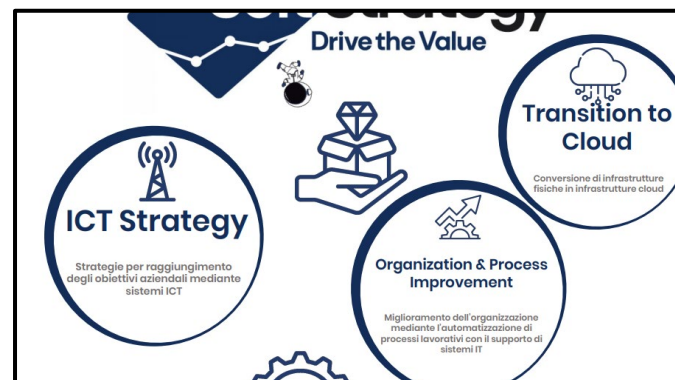 Strategy
Drive the Value
Transition to
Cloud
Conversione di infrastrutture
fisiche in infrastrutture cloud
ICT Strategy
Strategie per raggiungimento
degli obiettivi aziendali mediante
sistemi ICT
Organization & Process
Improvement
Miglioramento dell'organizzazione
mediante l'automatizzazione di
processi lavorativi con il supporto di
sistemi IT